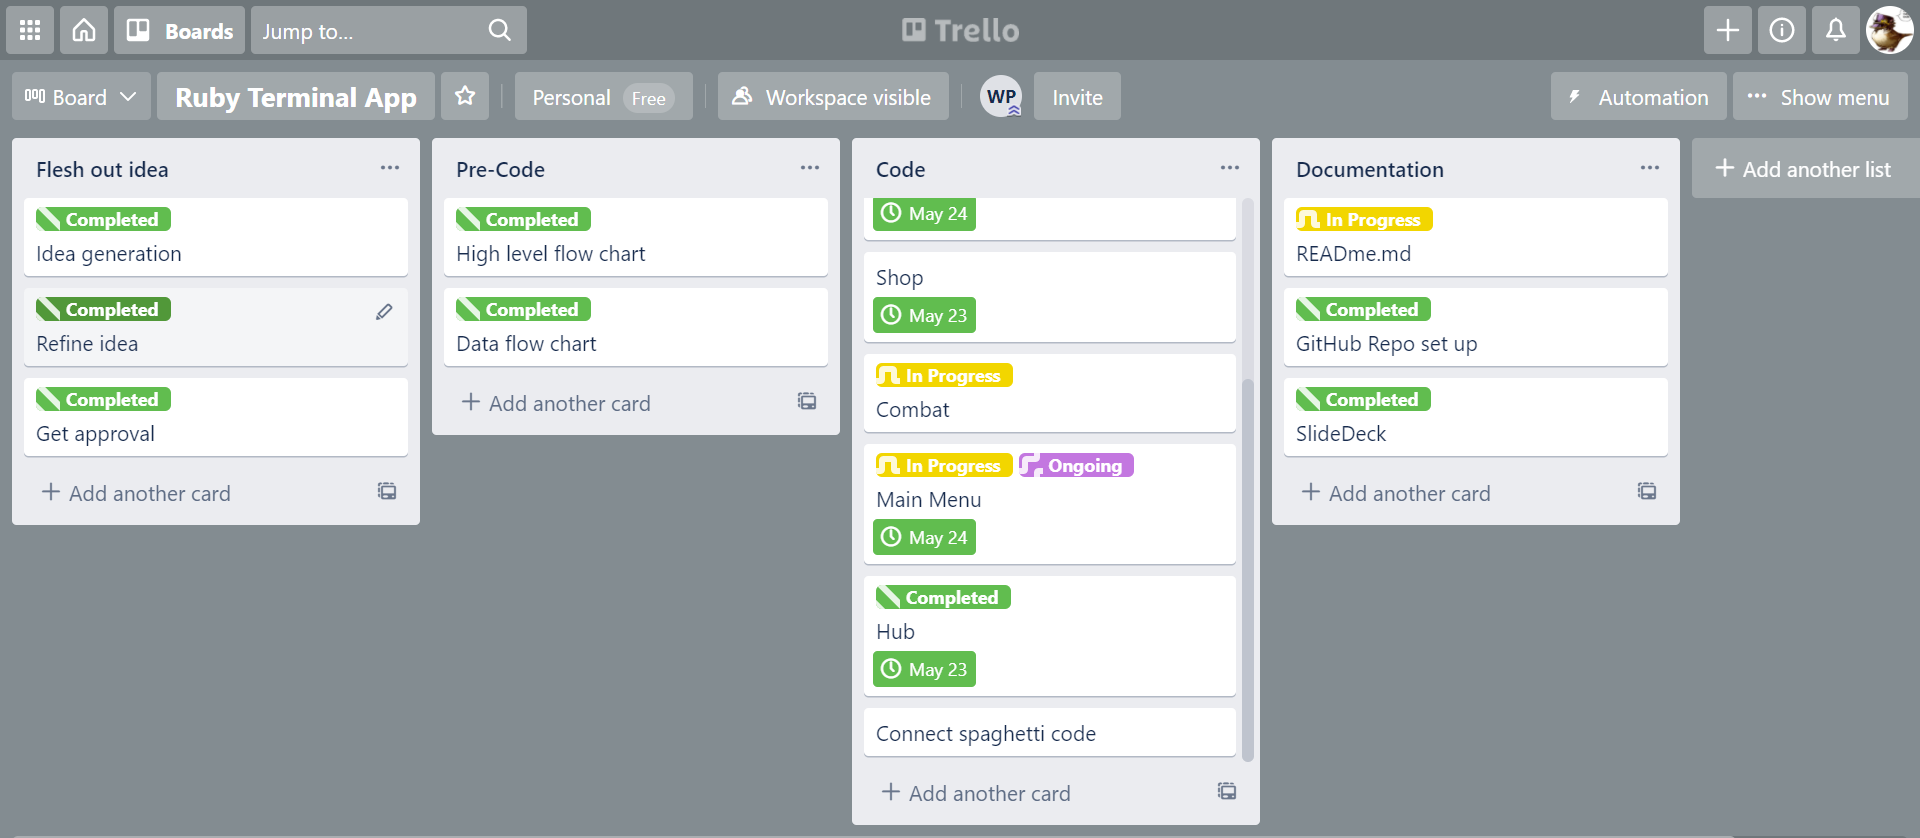 Boards
Jump to...
Trello
Board
Ruby Terminal App
Personal Free
Workspace visible
WP
Invite
Automation
Show menu
Flesh out idea
Completed
Idea generation
Completed
Refine idea
Completed
Get approval
Add another card
Pre-Code
Completed
High level flow chart
Completed
Data flow chart
Add another card
Code
May 24
Shop
May 23
In Progress
Combat
In Progress Ongoing
Main Menu
May 24
Completed
Hub
May 23
Connect spaghetti code
Add another card
Documentation
In Progress
READme.md
Completed
GitHub Repo set up
Completed
SlideDeck
Add another card
Add another list